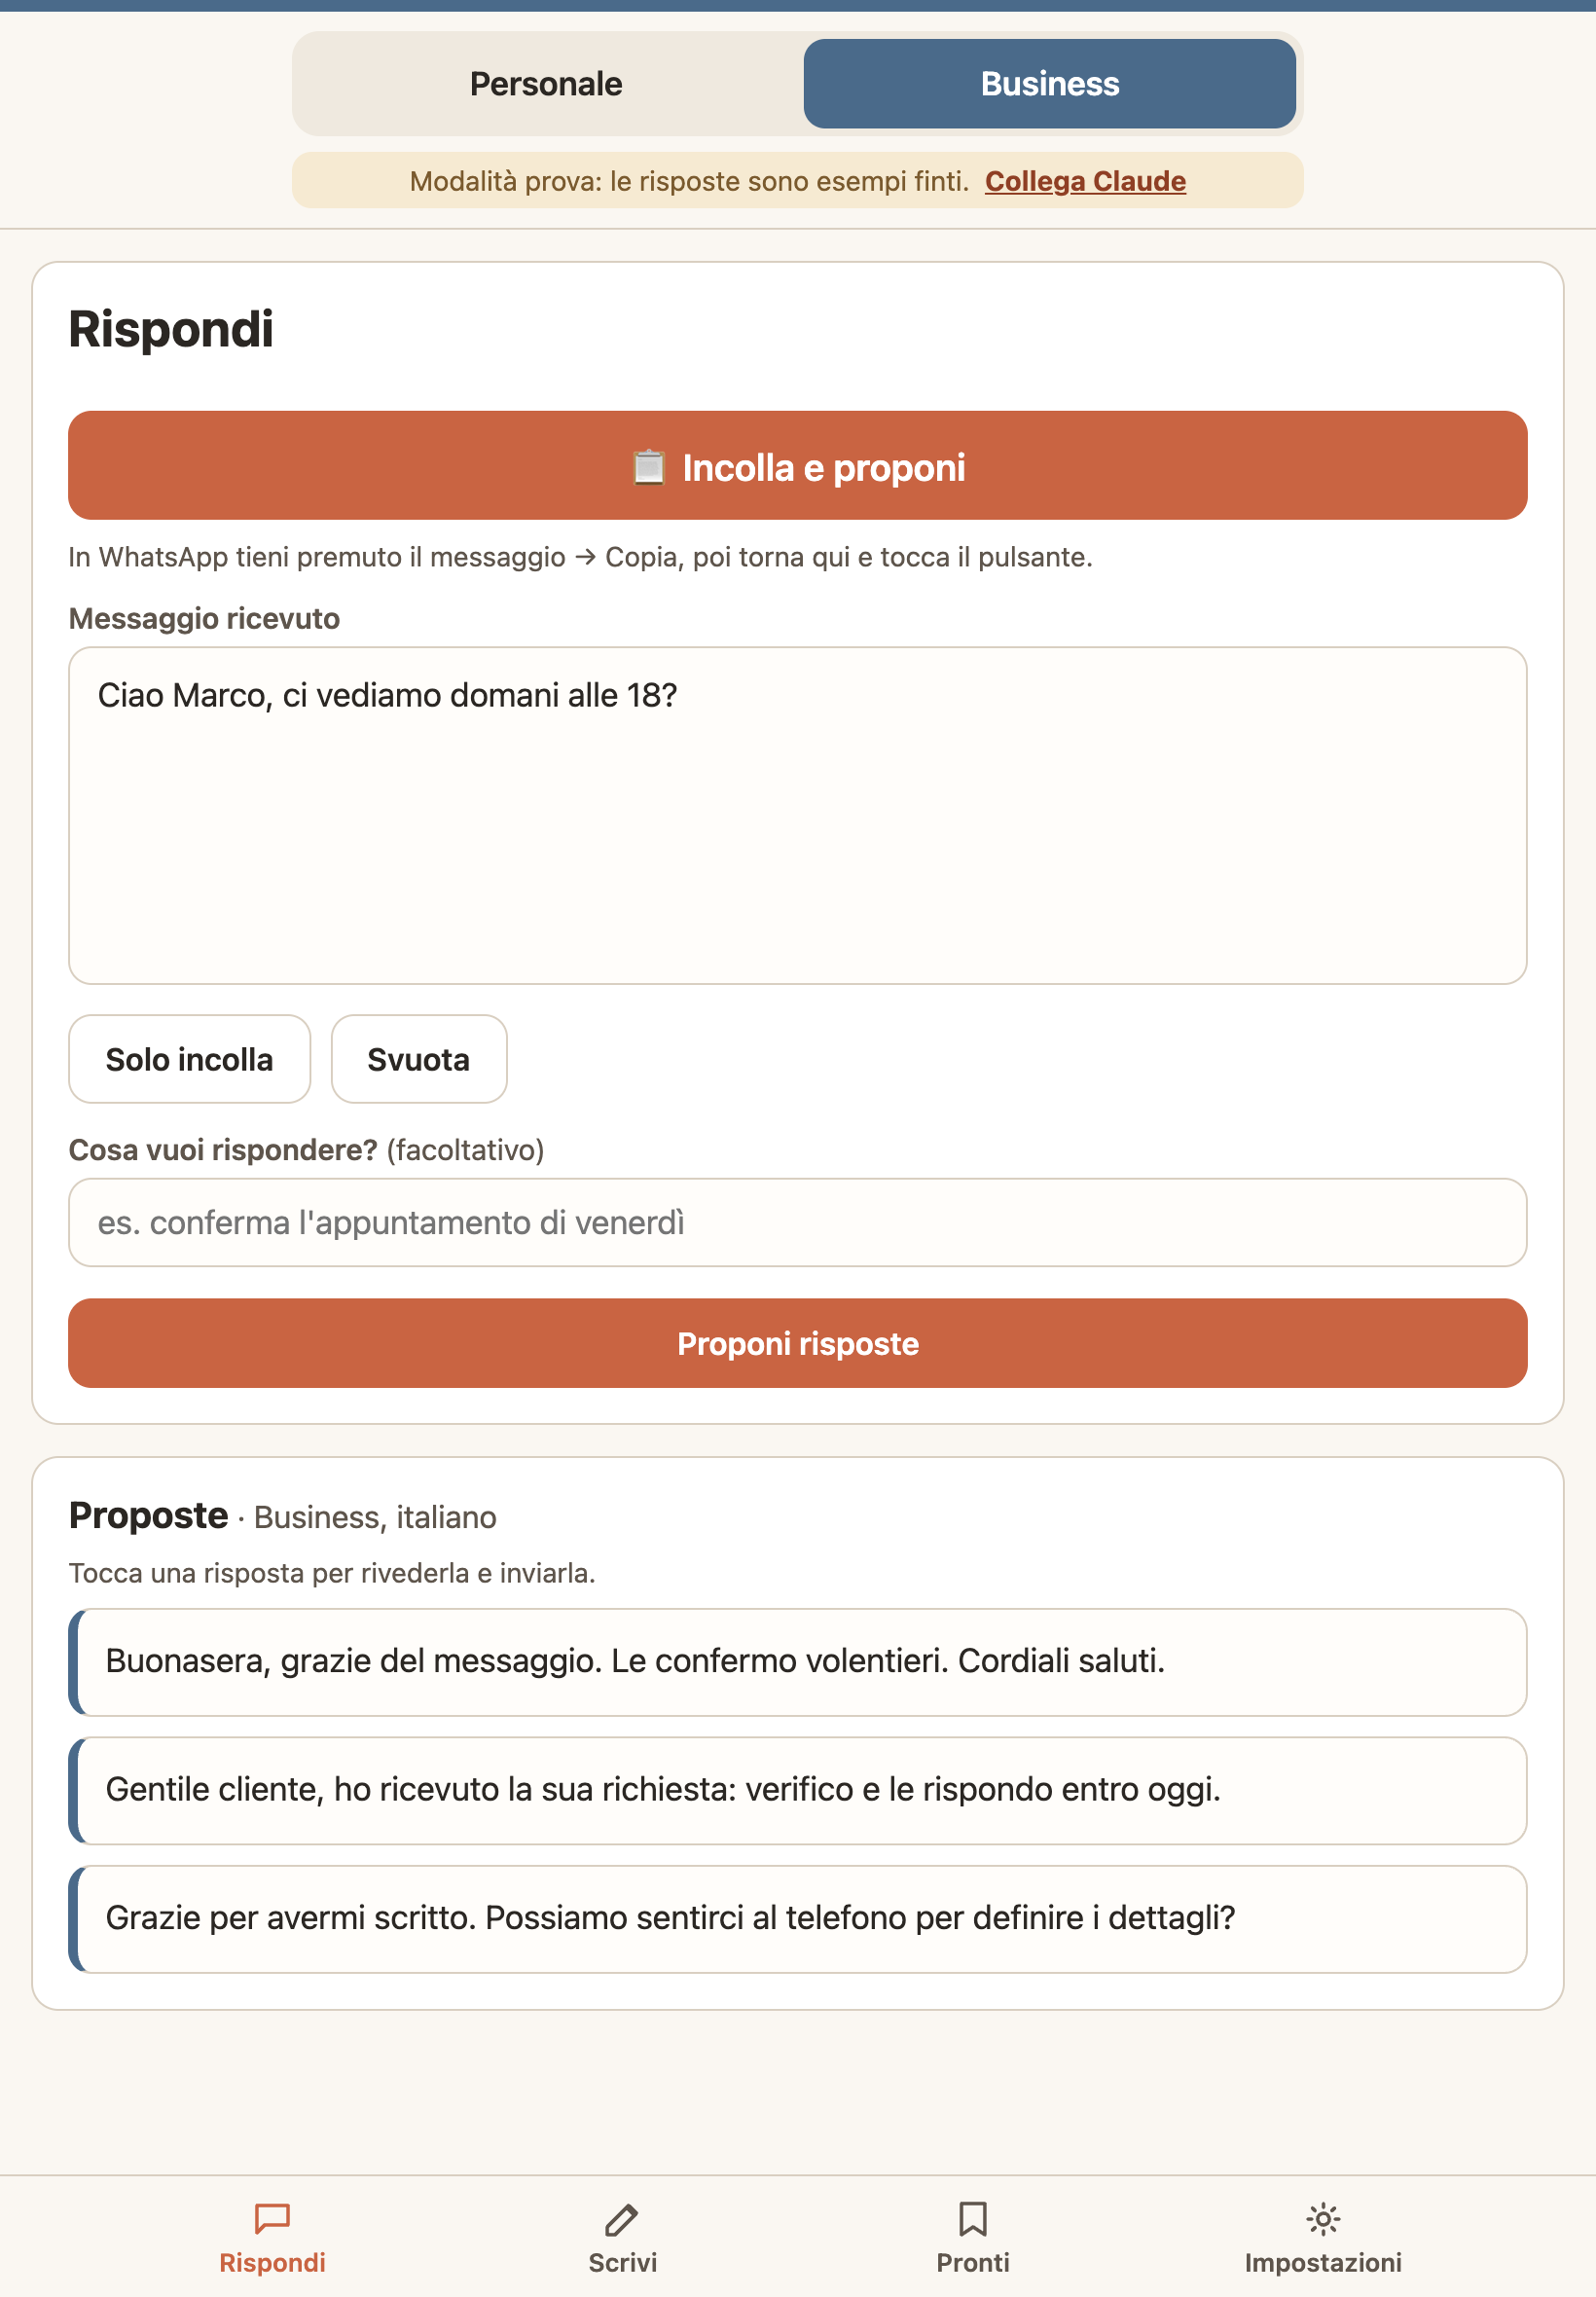 Personale
Business
Modalità prova: le risposte sono esempi finti. Collega Claude
Rispondi
Incolla e proponi
In WhatsApp tieni premuto il messaggio → Copia, poi torna qui e tocca il pulsante.
Messaggio ricevuto
Ciao Marco, ci vediamo domani alle 18?
Solo incolla
Svuota
Cosa vuoi rispondere? (facoltativo)
es. conferma l'appuntamento di venerdì
Proponi risposte
Proposte · Business, italiano
Tocca una risposta per rivederla e inviarla.
Buonasera, grazie del messaggio. Le confermo volentieri. Cordiali saluti.
Gentile cliente, ho ricevuto la sua richiesta: verifico e le rispondo entro oggi.
Grazie per avermi scritto. Possiamo sentirci al telefono per definire i dettagli?
Rispondi
Scrivi
Pronti
Impostazioni